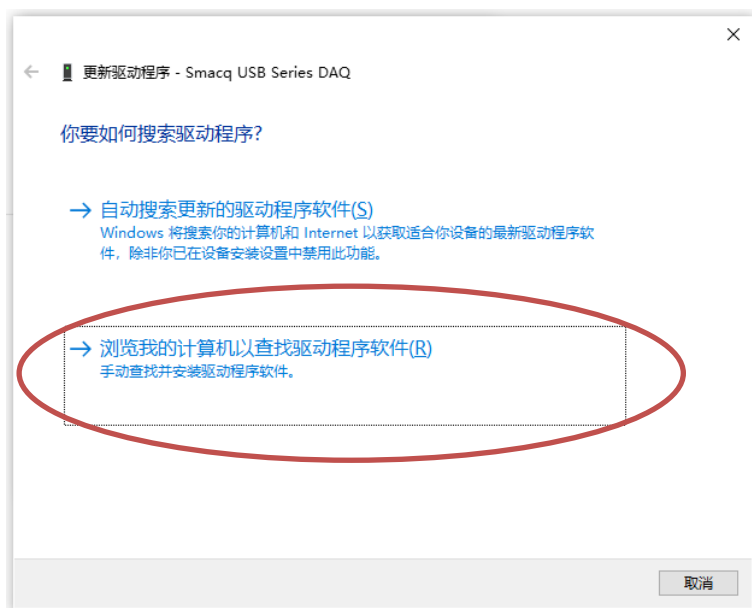 更新驱动程序 - Smacq USB Series DAQ
你要如何搜索驱动程序?
自动搜索更新的驱动程序软件(S)
Windows 将搜索你的计算机和 Internet 以获取适合你设备的最新驱动程序软
件，除非你已在设备安装设置中禁用此功能。
浏览我的计算机以查找驱动程序软件(R)
手动查找并安装驱动程序软件。
取消